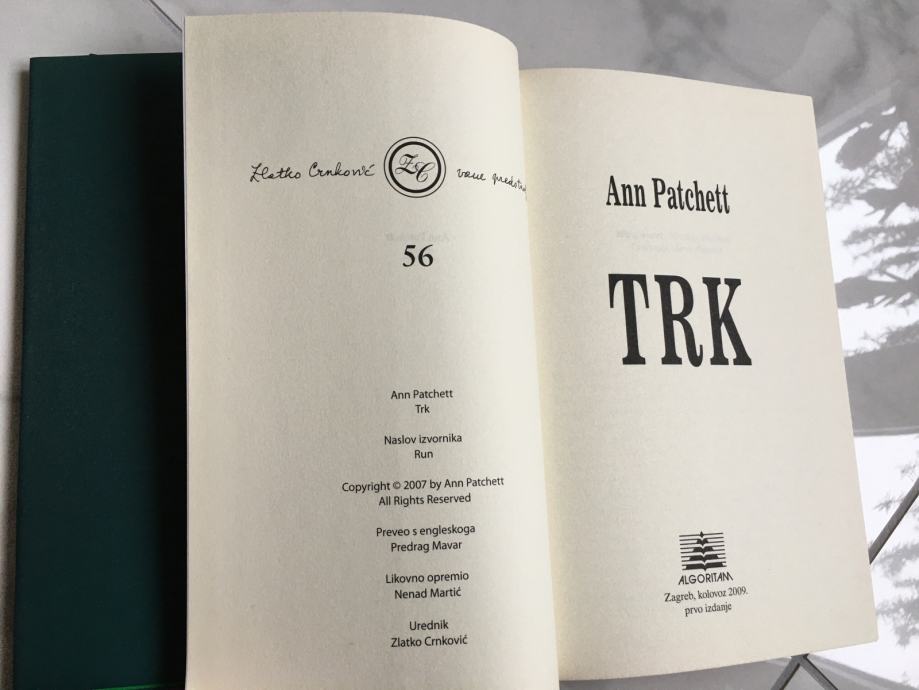 Zlatko Crnković ZC vam predst
56
Ann Patchett
Trk
Naslov izvornika
Run
Copyright © 2007 by Ann Patchett
All Rights Reserved
Preveo s engleskoga
Predrag Mavar
Likovno opremio
Nenad Martić
Urednik
Zlatko Crnković
Ann Patchett
TRK
ALGORITAM
Zagreb, kolovoz 2009.
prvo izdanje